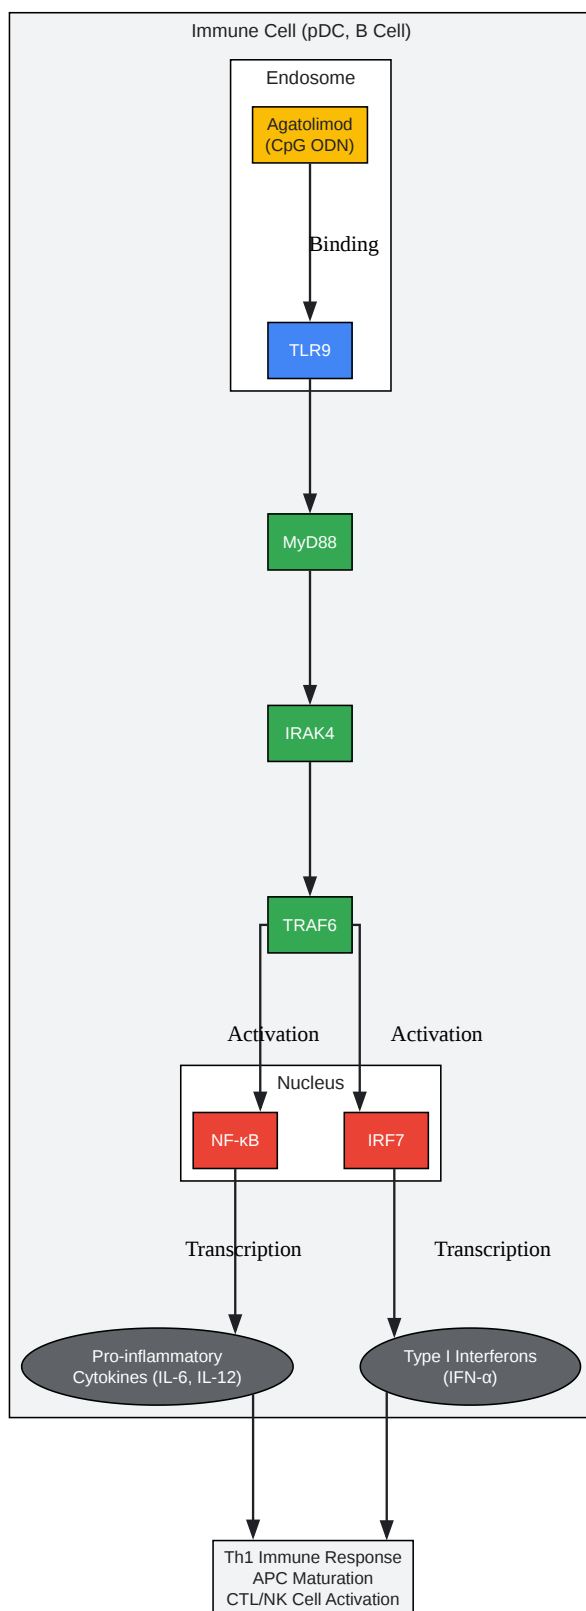 Immune Cell (pDC, B Cell)
Endosome
Agatolimod
(CpG ODN)
Binding
TLR9
MyD88
IRAK4
TRAF6
Activation
Activation
Nucleus
NF-κB
IRF7
Transcription
Transcription
Pro-inflammatory
Cytokines (IL-6, IL-12)
Type I Interferons
(IFN-α)
Th1 Immune Response
APC Maturation
CTL/NK Cell Activation